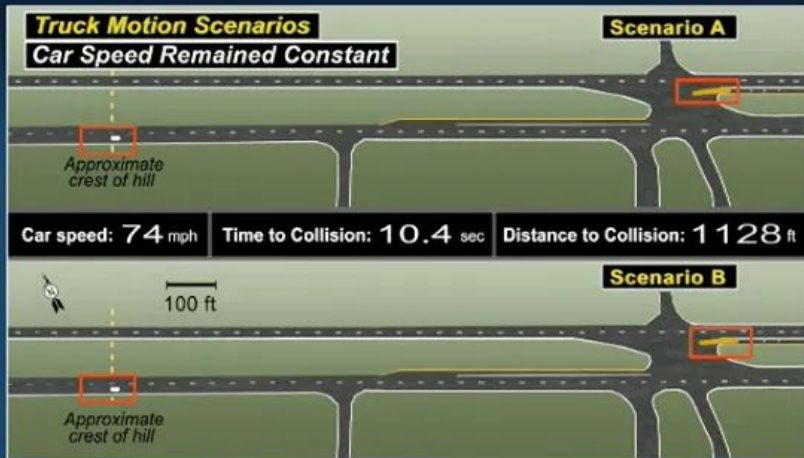 Truck Motion Scenarios
Car Speed Remained Constant
Scenario A
Approximate
crest of hill
Car speed: 74 mph Time to Collision: 10.4 sec Distance to Collision: 1128 ft
100 ft
Scenario B
Approximate
crest of hill